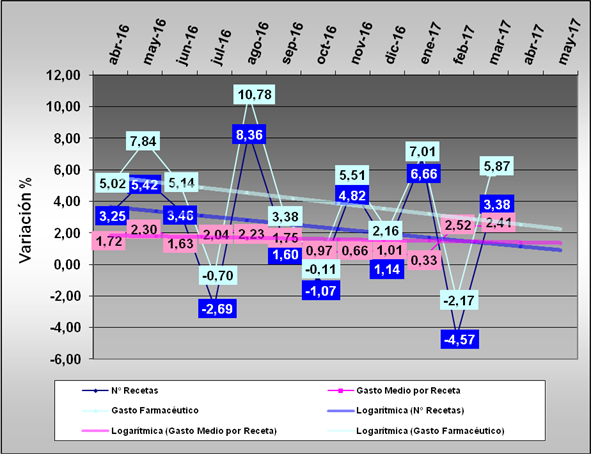 abr-16 may-16 jun-16 jul-16 ago-16 sep-16 oct-16 nov-16 dic-16 ene-17 feb-17 mar-17 abr-17 may-17
Variación %
12,00
10,00
8,00
6,00
4,00
2,00
0,00
-2,00
-4,00
-6,00
5,02 7,84 5,14 -0,70 10,78 3,38 -0,11 5,51 2,16 7,01 -2,17 5,87
3,25 5,42 3,46 -2,69 8,36 1,60 -1,07 4,82 1,14 6,66 -4,57 3,38
1,72 2,30 1,63 2,04 2,23 1,75 0,97 0,66 1,01 0,33 2,52 2,41
Nº Recetas Gasto Medio por Receta
Gasto Farmacéutico Logarítmica (Nº Recetas)
Logarítmica (Gasto Medio por Receta) Logarítmica (Gasto Farmacéutico)